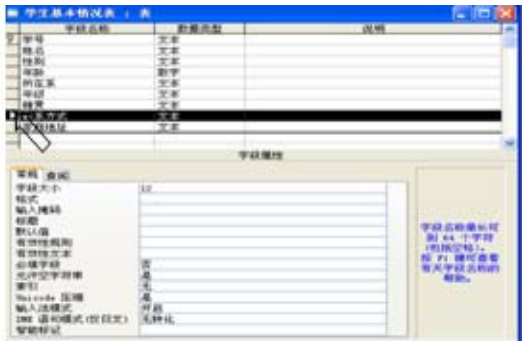 学生基本情况表 : 表
字段名称 数据类型 说明
学号 文本
姓名 文本
性别 文本
年龄 数字
所在系 文本
年级 文本
籍贯 文本
系方式 文本
家庭地址 文本
字段属性
常规 查阅
字段大小 12
格式
输入掩码
标题
默认值
有效性规则
有效性文本
必填字段 否
允许空字符串 是
索引 无
Unicode 压缩 是
输入法模式 开启
IME 语句模式(仅日文) 无转化
智能标记
字段名称最长可
到 64 个字符
(包括空格)。
按 F1 键可查看
有关字段名称的
帮助。